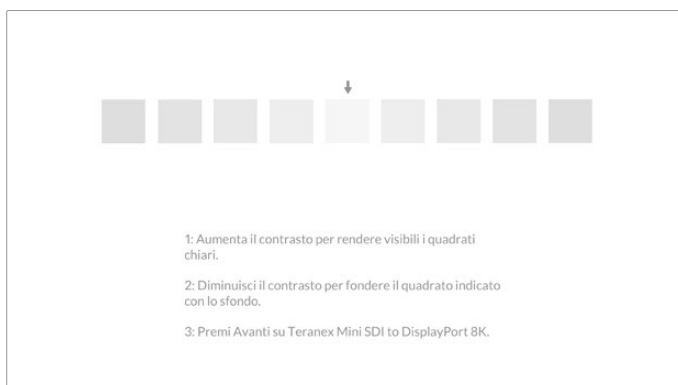 1: Aumenta il contrasto per rendere visibili i quadrati
chiari.
2: Diminuisci il contrasto per fondere il quadrato indicato
con lo sfondo.
3: Premi Avanti su Teranex Mini SDI to DisplayPort 8K.